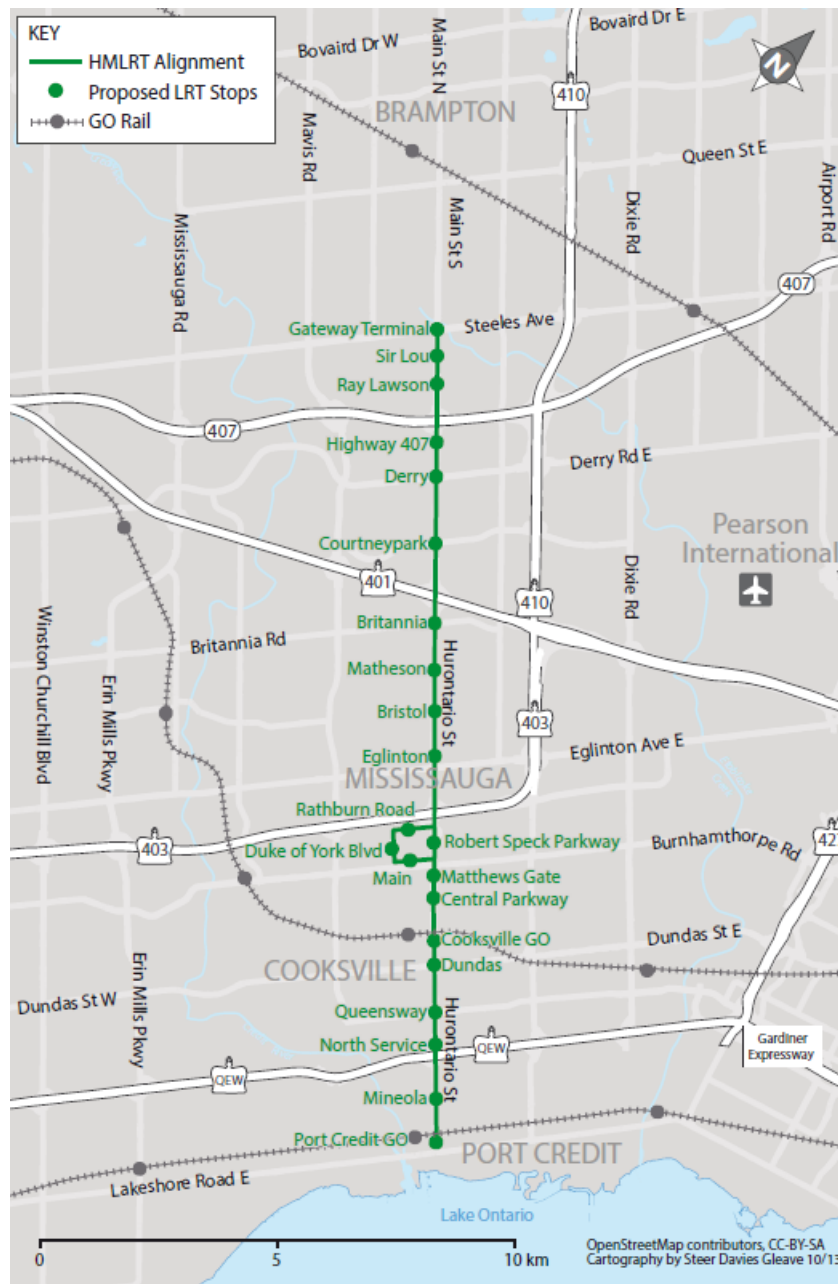 KEY
HMLRT Alignment
Proposed LRT Stops
GO Rail
Bovaird Dr W
Main St N
Bovaird Dr E
N
410
BRAMPTON
Mavis Rd
Queen St E
Mississauga Rd
Main St S
Dixie Rd
Airport Rd
407
Gateway Terminal
Steeles Ave
Sir Lou
Ray Lawson
407
Highway 407
Derry
Derry Rd E
Pearson
International
Courtneypark
401
410
Dixie Rd
Winston Churchill Blvd
Britannia Rd
Britannia
Erin Mills Pkwy
Matheson
Hurontario St
Bristol
403
Eglinton
Eglinton Ave E
MISSISSAUGA
Rathburn Road
403
Duke of York Blvd
Robert Speck Parkway
Burnhamthorpe Rd
427
Main
Matthews Gate
Central Parkway
Cooksville GO
Dundas St E
Erin Mills Pkwy
COOKSVILLE
Dundas
Dundas St W
Queensway
Hurontario St
North Service
QEW
Gardiner
Expressway
QEW
Mineola
Port Credit GO
PORT CREDIT
Lakeshore Road E
Lake Ontario
0
5
10 km
OpenStreetMap contributors, CC-BY-SA
Cartography by Steer Davies Gleave 10/13